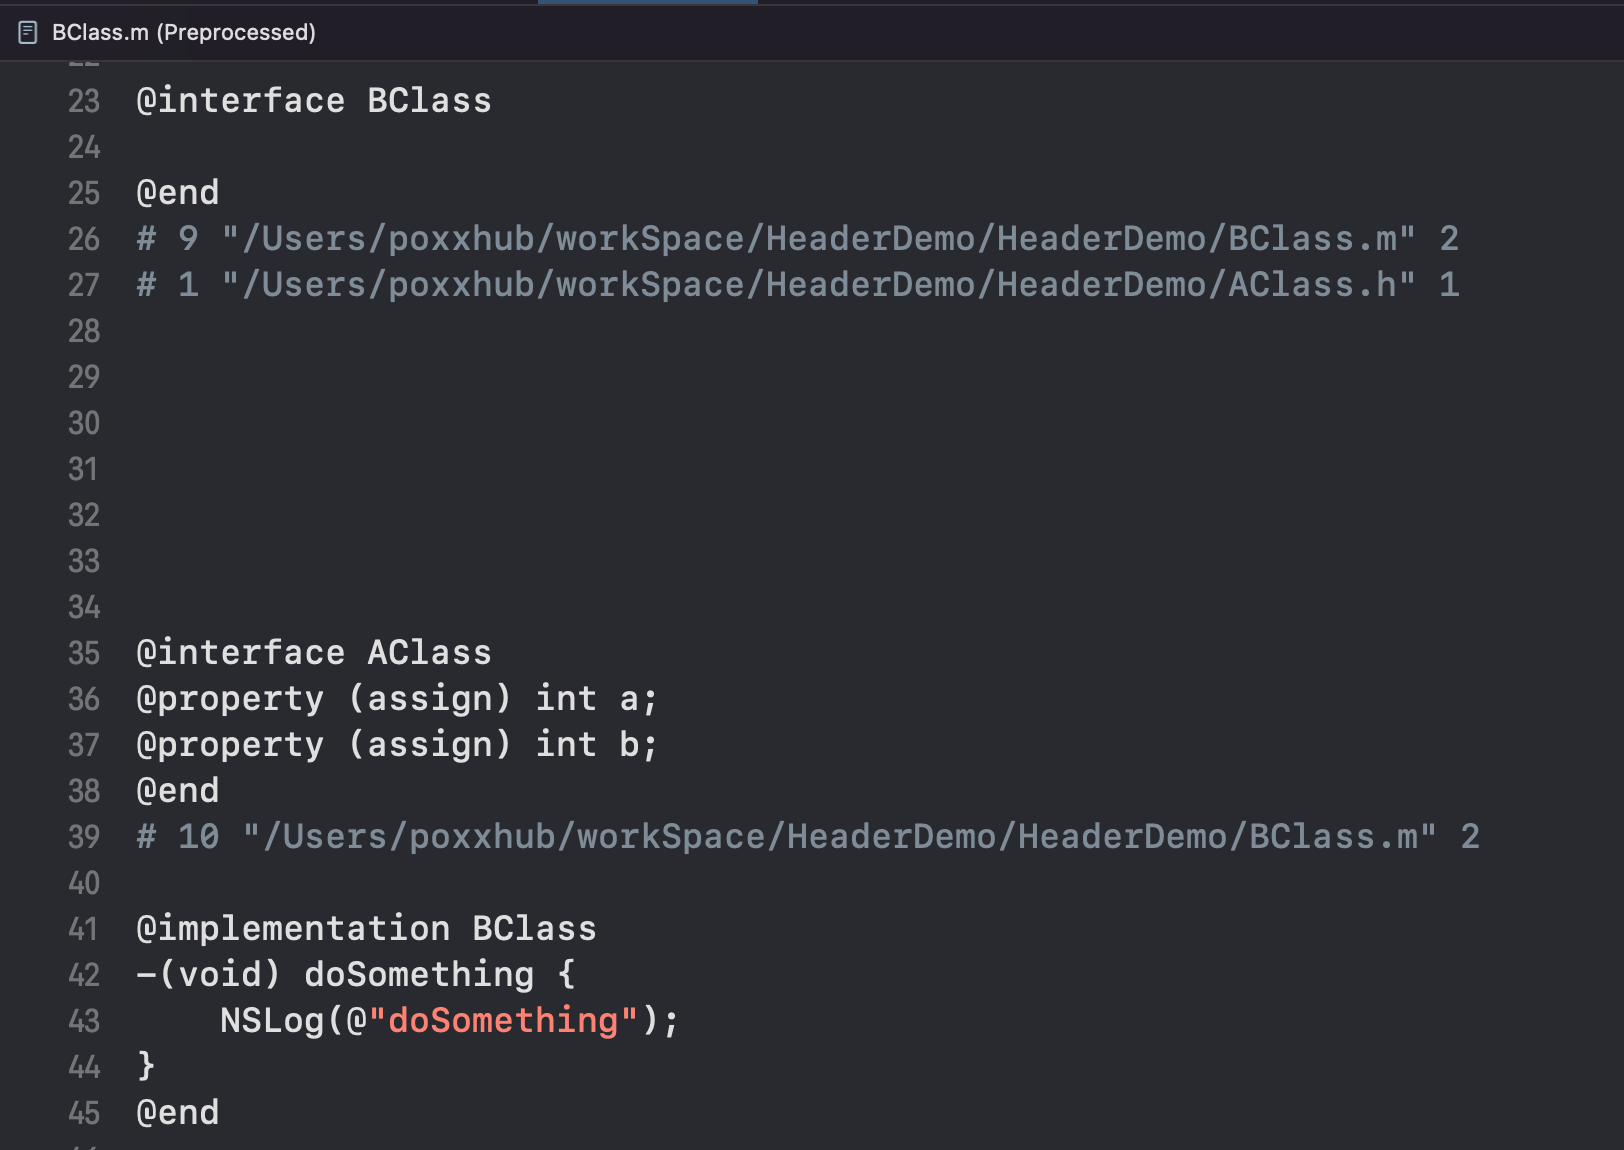 BClass.m (Preprocessed)
22
23 @interface BClass
24
25 @end
26 # 9 "/Users/poxxhub/workSpace/HeaderDemo/HeaderDemo/BClass.m" 2
27 # 1 "/Users/poxxhub/workSpace/HeaderDemo/HeaderDemo/AClass.h" 1
28
29
30
31
32
33
34
35 @interface AClass
36 @property (assign) int a;
37 @property (assign) int b;
38 @end
39 # 10 "/Users/poxxhub/workSpace/HeaderDemo/HeaderDemo/BClass.m" 2
40
41 @implementation BClass
42 -(void) doSomething {
43     NSLog(@"doSomething");
44 }
45 @end